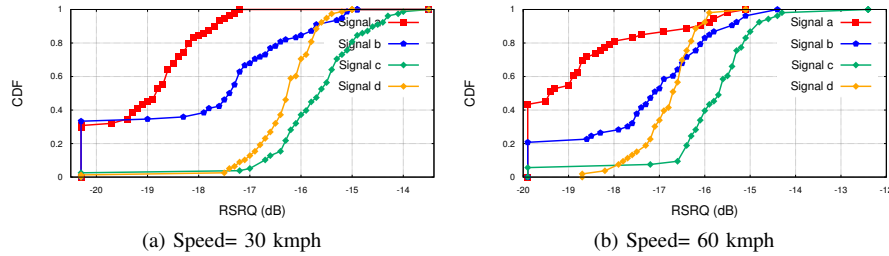 1
0.8
0.6
0.4
0.2
0
CDF
-20 -19 -18 -17 -16 -15 -14
RSRQ (dB)
Signal a
Signal b
Signal c
Signal d
(a) Speed= 30 kmph
1
0.8
0.6
0.4
0.2
0
CDF
-20 -19 -18 -17 -16 -15 -14 -13 -12
RSRQ (dB)
Signal a
Signal b
Signal c
Signal d
(b) Speed= 60 kmph